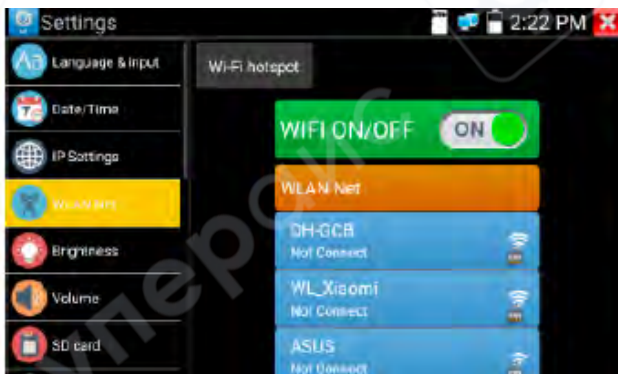 Settings
2:22 PM
Language & Input
Wi-Fi hotspot
Date/Time
WIFI ON/OFF
ON
IP Settings
WLAN Net
DH-GCB
Not Connect
Brightness
WL_Xiaomi
Not Connect
Volume
ASUS
Not Connect
SD card